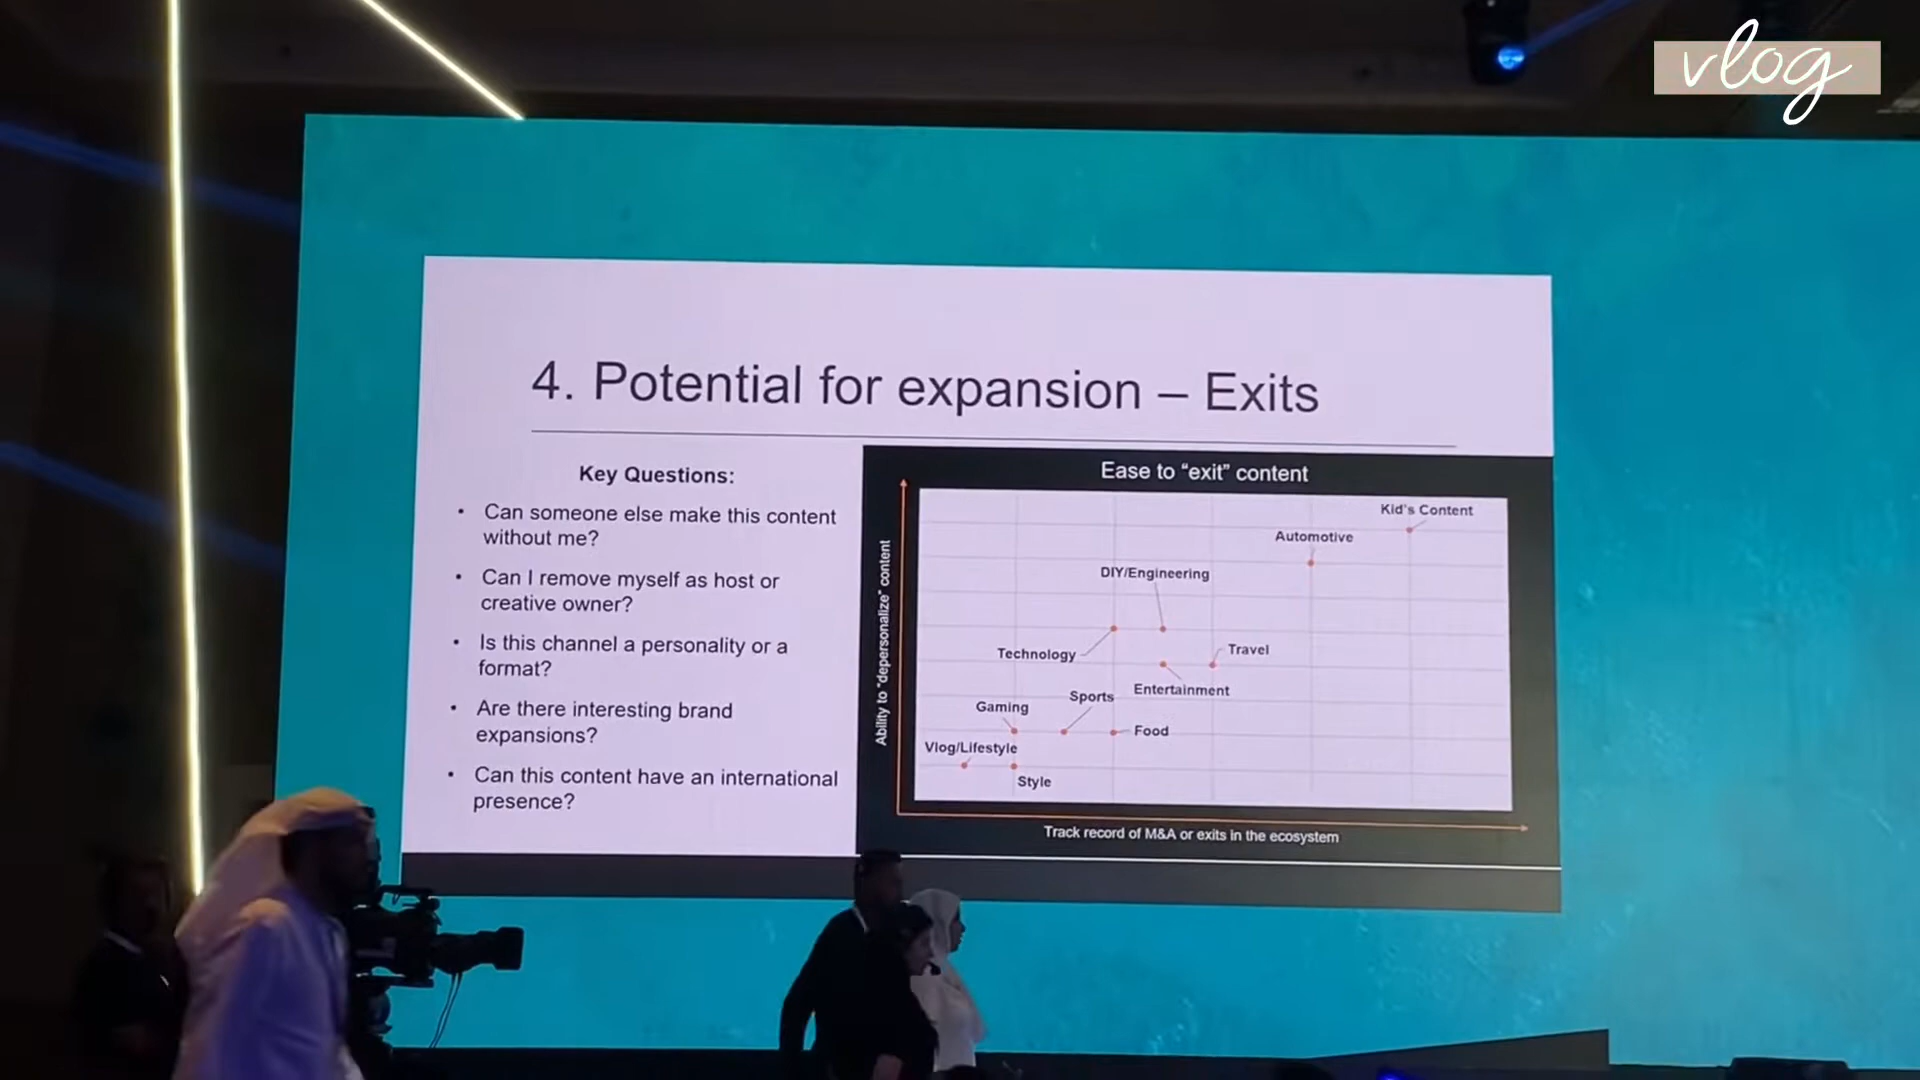 vlog
4. Potential for expansion – Exits
Key Questions:
• Can someone else make this content
without me?
• Can I remove myself as host or
creative owner?
• Is this channel a personality or a
format?
• Are there interesting brand
expansions?
• Can this content have an international
presence?
Ease to “exit” content
Ability to “depersonalize” content
Kid's Content
Automotive
DIY/Engineering
Technology
Travel
Entertainment
Sports
Gaming
Food
Vlog/Lifestyle
Style
Track record of M&A or exits in the ecosystem